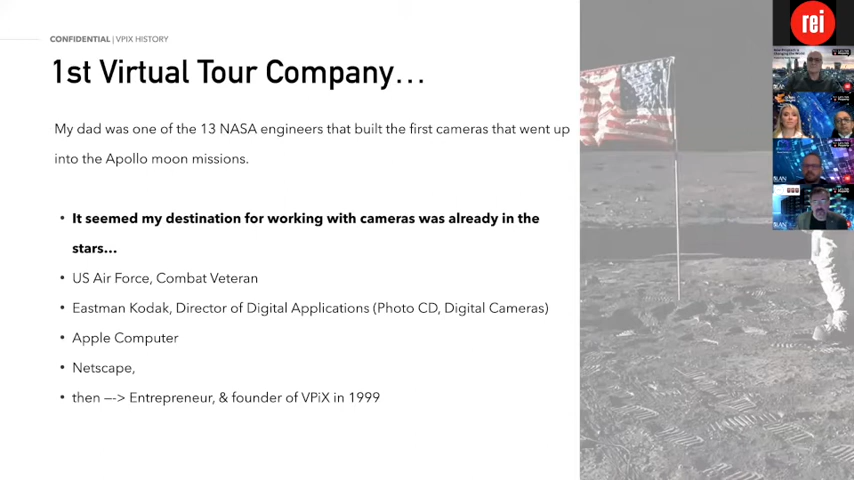 CONFIDENTIAL | VPIX HISTORY
1st Virtual Tour Company…
My dad was one of the 13 NASA engineers that built the first cameras that went up
into the Apollo moon missions.
• It seemed my destination for working with cameras was already in the
stars…
• US Air Force, Combat Veteran
• Eastman Kodak, Director of Digital Applications (Photo CD, Digital Cameras)
• Apple Computer
• Netscape,
• then —-> Entrepreneur, & founder of VPiX in 1999
rei